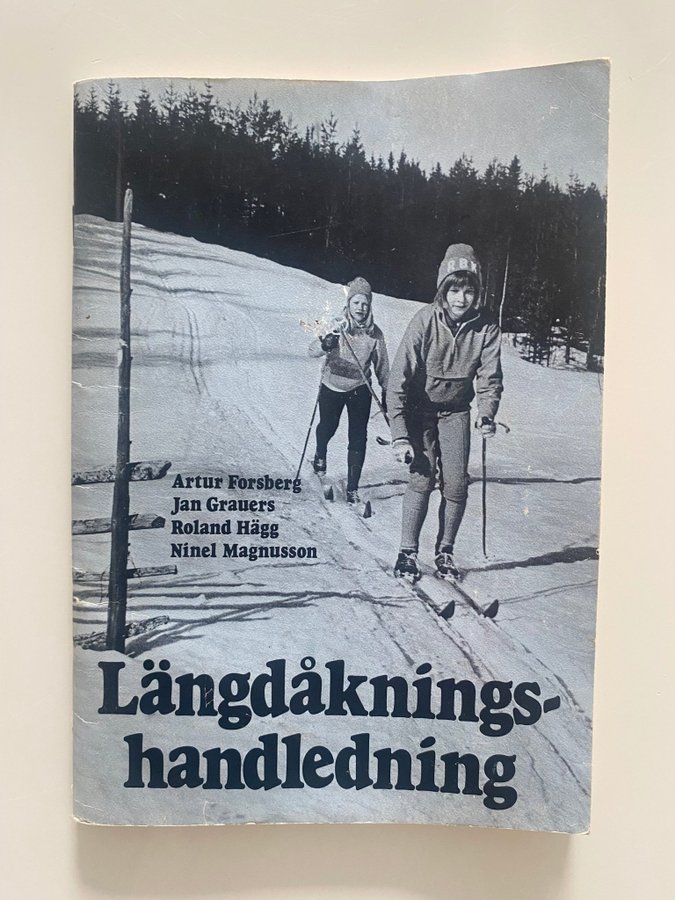 Artur Forsberg
Jan Grauers
Roland Hägg
Ninel Magnusson
Längdåknings-
handledning